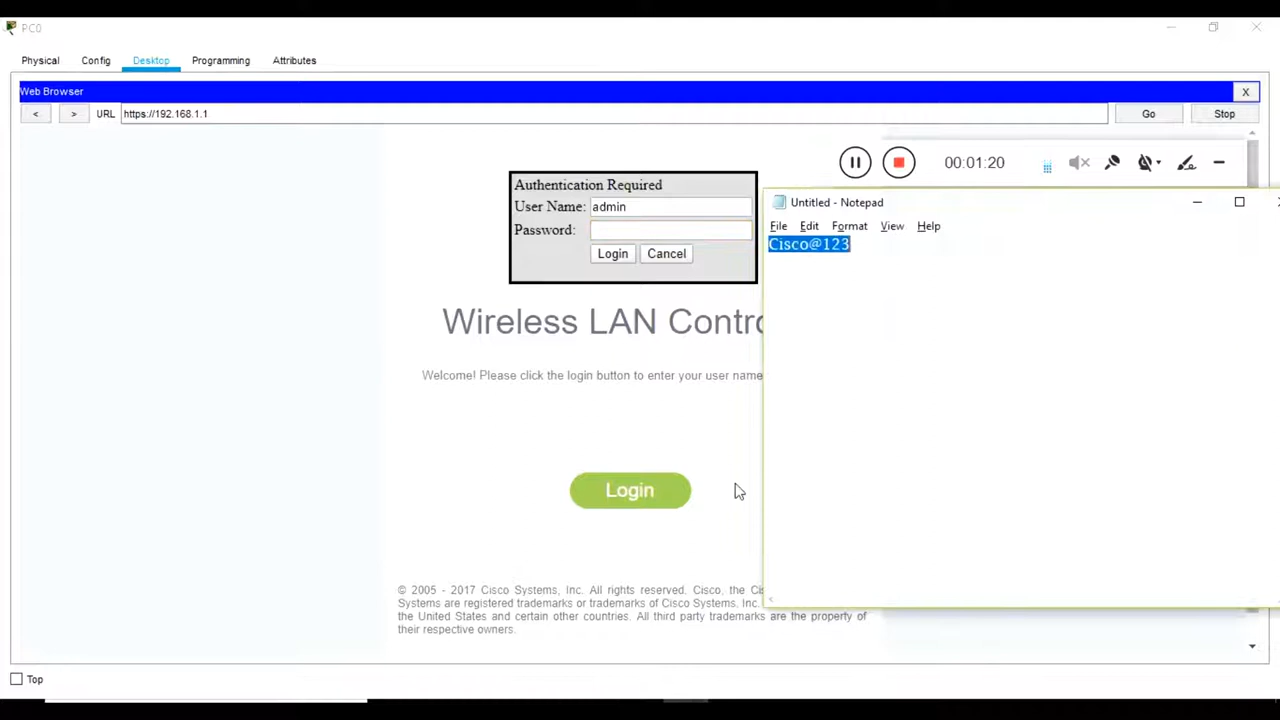 PC0
Physical Config Desktop Programming Attributes
Web Browser
X
< > URL https://192.168.1.1 Go Stop
00:01:20
Authentication Required
User Name: admin
Password:
Login Cancel
Untitled - Notepad
File Edit Format View Help
Cisco@123
Wireless LAN Contro
Welcome! Please click the login button to enter your user name
Login
© 2005 - 2017 Cisco Systems, Inc. All rights reserved. Cisco, the Cis
Systems are registered trademarks or trademarks of Cisco Systems, Inc.
the United States and certain other countries. All third party trademarks are the property of
their respective owners.
Top